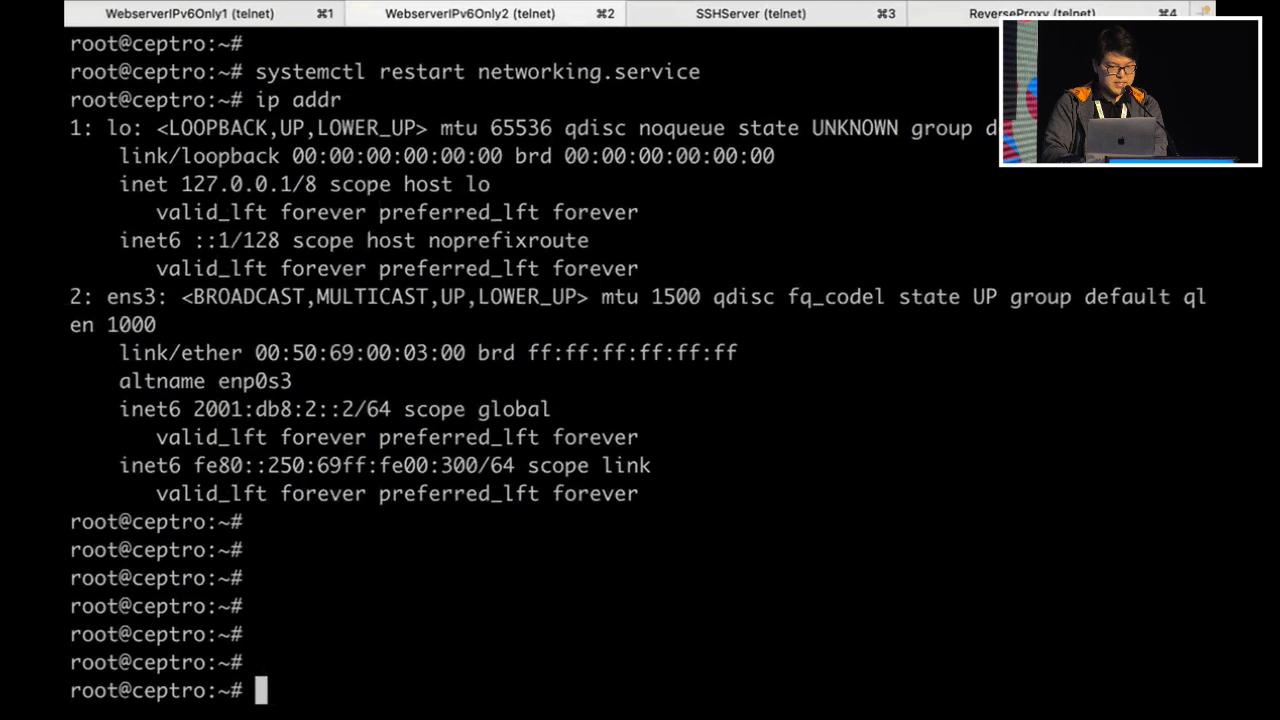 WebserverIPv6Only1 (telnet) ⌘1 WebserverIPv6Only2 (telnet) ⌘2 SSHServer (telnet) ⌘3 ReverseProxy (telnet) ⌘4
root@ceptro:~#
root@ceptro:~# systemctl restart networking.service
root@ceptro:~# ip addr
1: lo: <LOOPBACK,UP,LOWER_UP> mtu 65536 qdisc noqueue state UNKNOWN group d
link/loopback 00:00:00:00:00:00 brd 00:00:00:00:00:00
inet 127.0.0.1/8 scope host lo
valid_lft forever preferred_lft forever
inet6 ::1/128 scope host noprefixroute
valid_lft forever preferred_lft forever
2: ens3: <BROADCAST,MULTICAST,UP,LOWER_UP> mtu 1500 qdisc fq_codel state UP group default ql
en 1000
link/ether 00:50:69:00:03:00 brd ff:ff:ff:ff:ff:ff
altname enp0s3
inet6 2001:db8:2::2/64 scope global
valid_lft forever preferred_lft forever
inet6 fe80::250:69ff:fe00:300/64 scope link
valid_lft forever preferred_lft forever
root@ceptro:~#
root@ceptro:~#
root@ceptro:~#
root@ceptro:~#
root@ceptro:~#
root@ceptro:~#
root@ceptro:~#